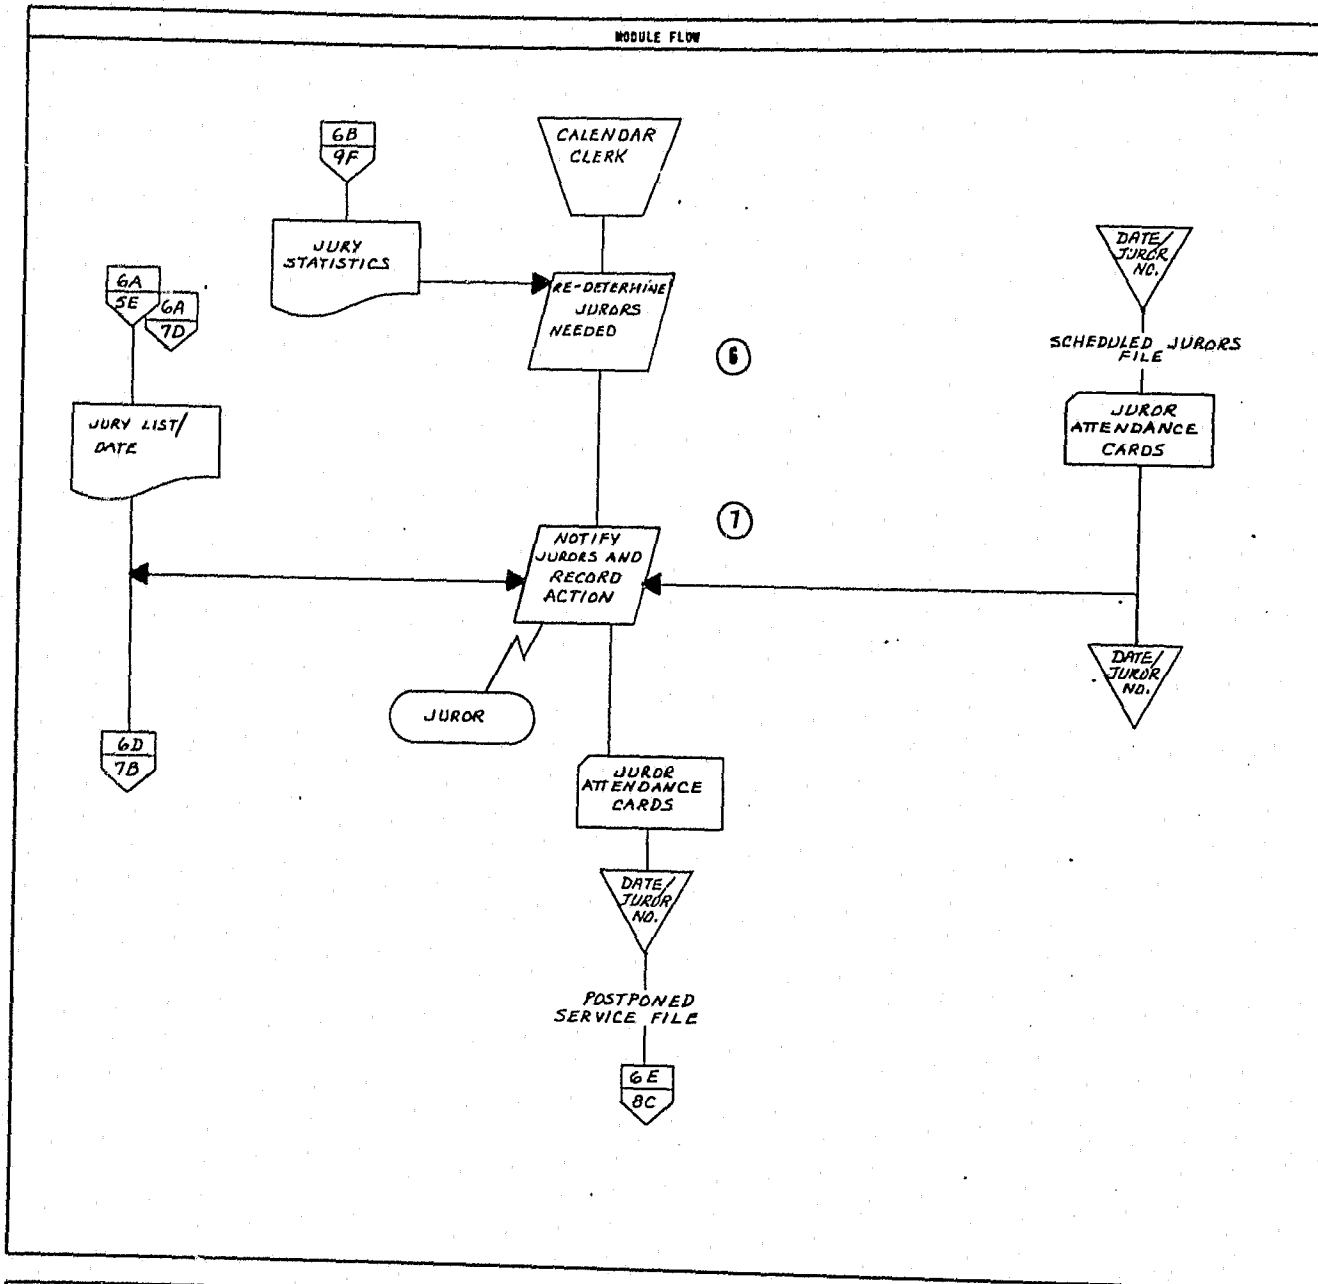 MODULE FLOW
6B
9F
CALENDAR
CLERK
JURY
STATISTICS
RE-DETERMINE
JURORS
NEEDED
6
DATE/
JUROR
NO.
SCHEDULED JURORS
FILE
JUROR
ATTENDANCE
CARDS
6A
5E
6A
7D
JURY LIST/
DATE
7
NOTIFY
JURORS AND
RECORD
ACTION
JUROR
DATE/
JUROR
NO.
6D
7B
JUROR
ATTENDANCE
CARDS
DATE/
JUROR
NO.
POSTPONED
SERVICE FILE
6E
8C